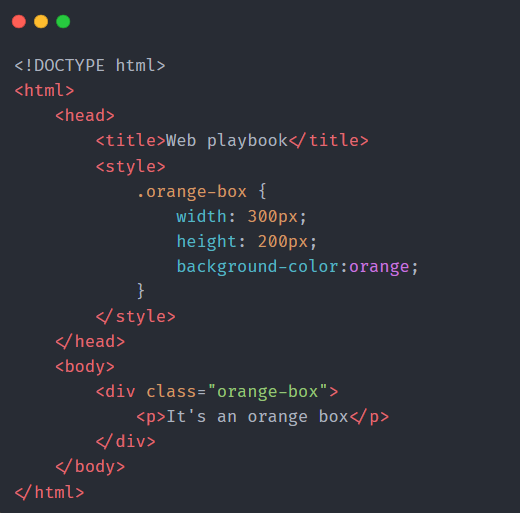 <!DOCTYPE html>
<html>
    <head>
        <title>Web playbook</title>
        <style>
            .orange-box {
                width: 300px;
                height: 200px;
                background-color:orange;
            }
        </style>
    </head>
    <body>
        <div class="orange-box">
            <p>It's an orange box</p>
        </div>
    </body>
</html>